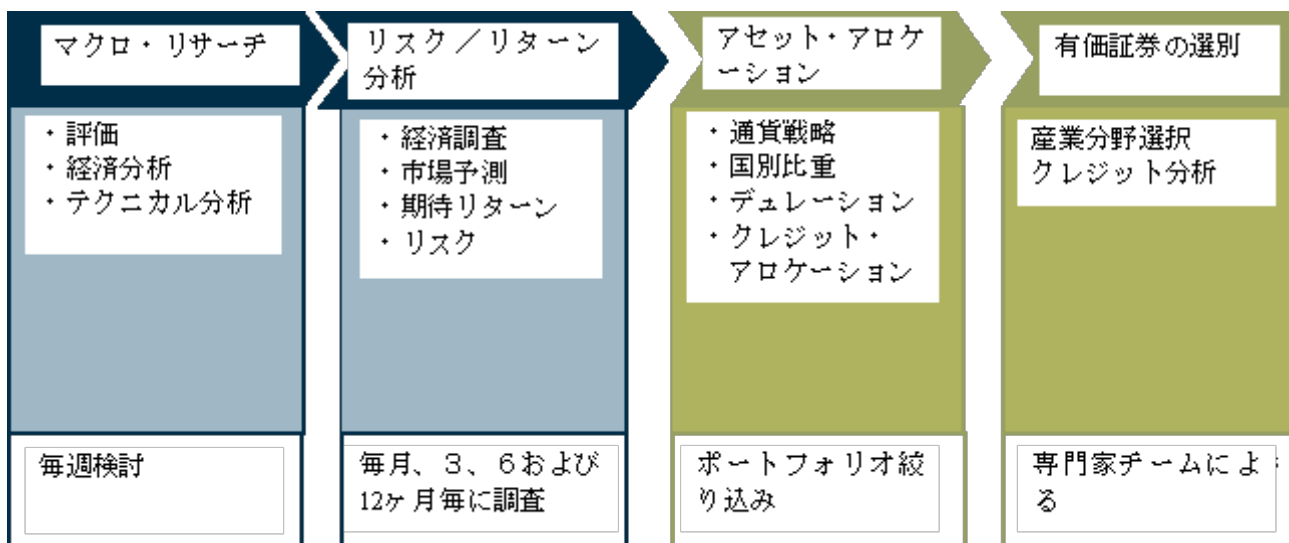 マクロ・リサーチ
・評価
・経済分析
・テクニカル分析
毎週検討
リスク／リターン
分析
・経済調査
・市場予測
・期待リターン
・リスク
毎月、３、６および
12ヶ月毎に調査
アセット・アロケ
ーション
・通貨戦略
・国別比重
・デュレーション
・クレジット・
アロケーション
ポートフォリオ絞
り込み
有価証券の選別
産業分野選択
クレジット分析
専門家チームによ
る